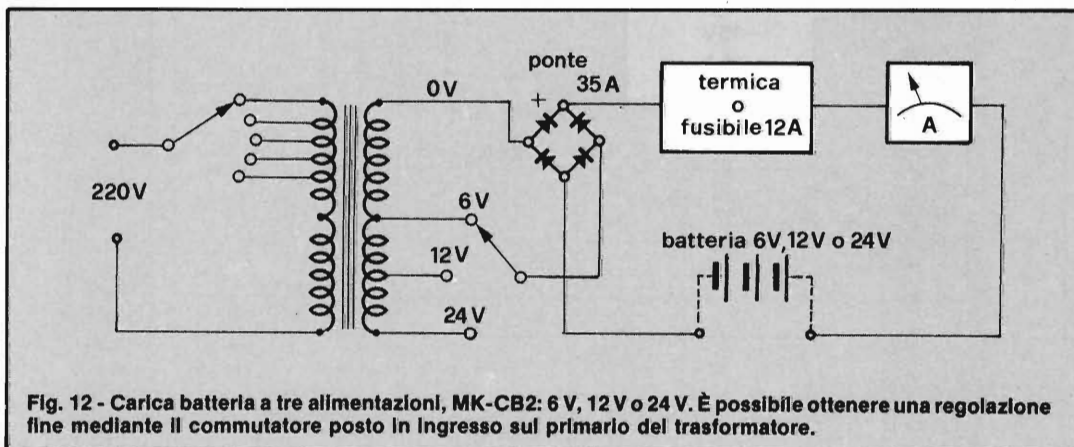 ponte
35 A
0V
+
termica
o
fusibile 12A
A
220V
6 V
12V
24V
batteria 6V, 12V o 24V
Fig. 12 - Carica batteria a tre alimentazioni, MK-CB2: 6 V, 12 V o 24 V. È possibile ottenere una regolazione
fine mediante il commutatore posto in ingresso sul primario del trasformatore.